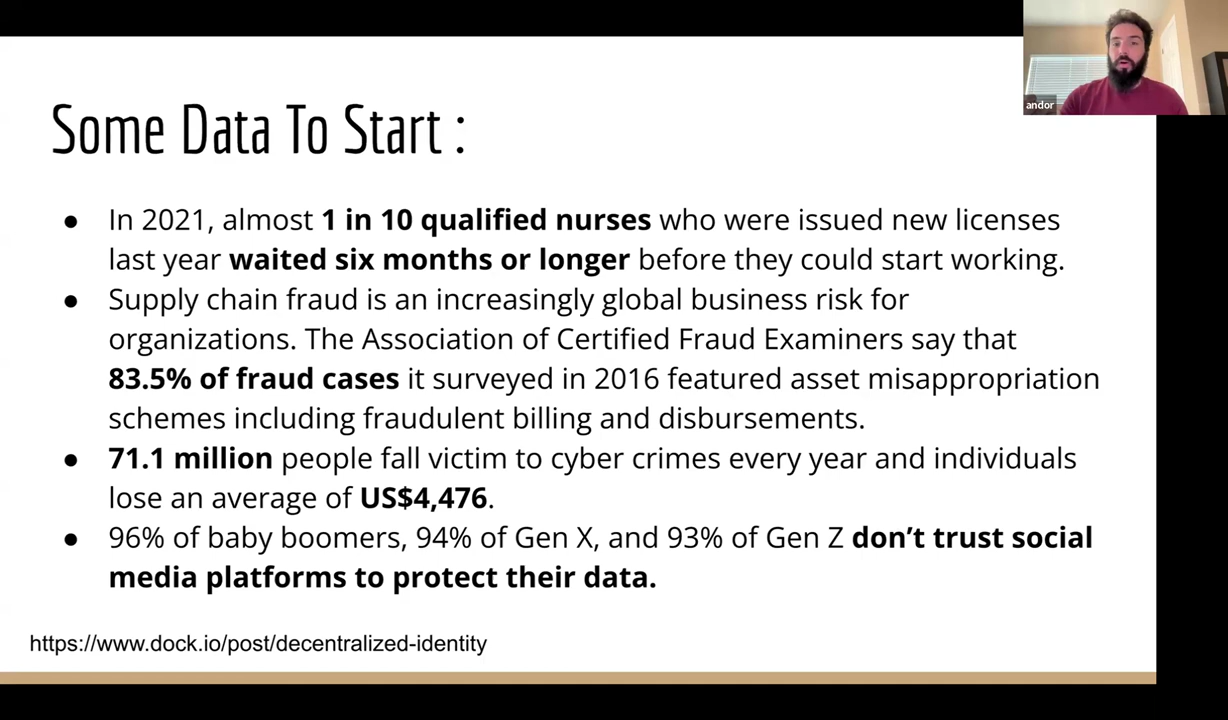 andor
Some Data To Start :
● In 2021, almost 1 in 10 qualified nurses who were issued new licenses
last year waited six months or longer before they could start working.
● Supply chain fraud is an increasingly global business risk for
organizations. The Association of Certified Fraud Examiners say that
83.5% of fraud cases it surveyed in 2016 featured asset misappropriation
schemes including fraudulent billing and disbursements.
● 71.1 million people fall victim to cyber crimes every year and individuals
lose an average of US$4,476.
● 96% of baby boomers, 94% of Gen X, and 93% of Gen Z don’t trust social
media platforms to protect their data.
https://www.dock.io/post/decentralized-identity